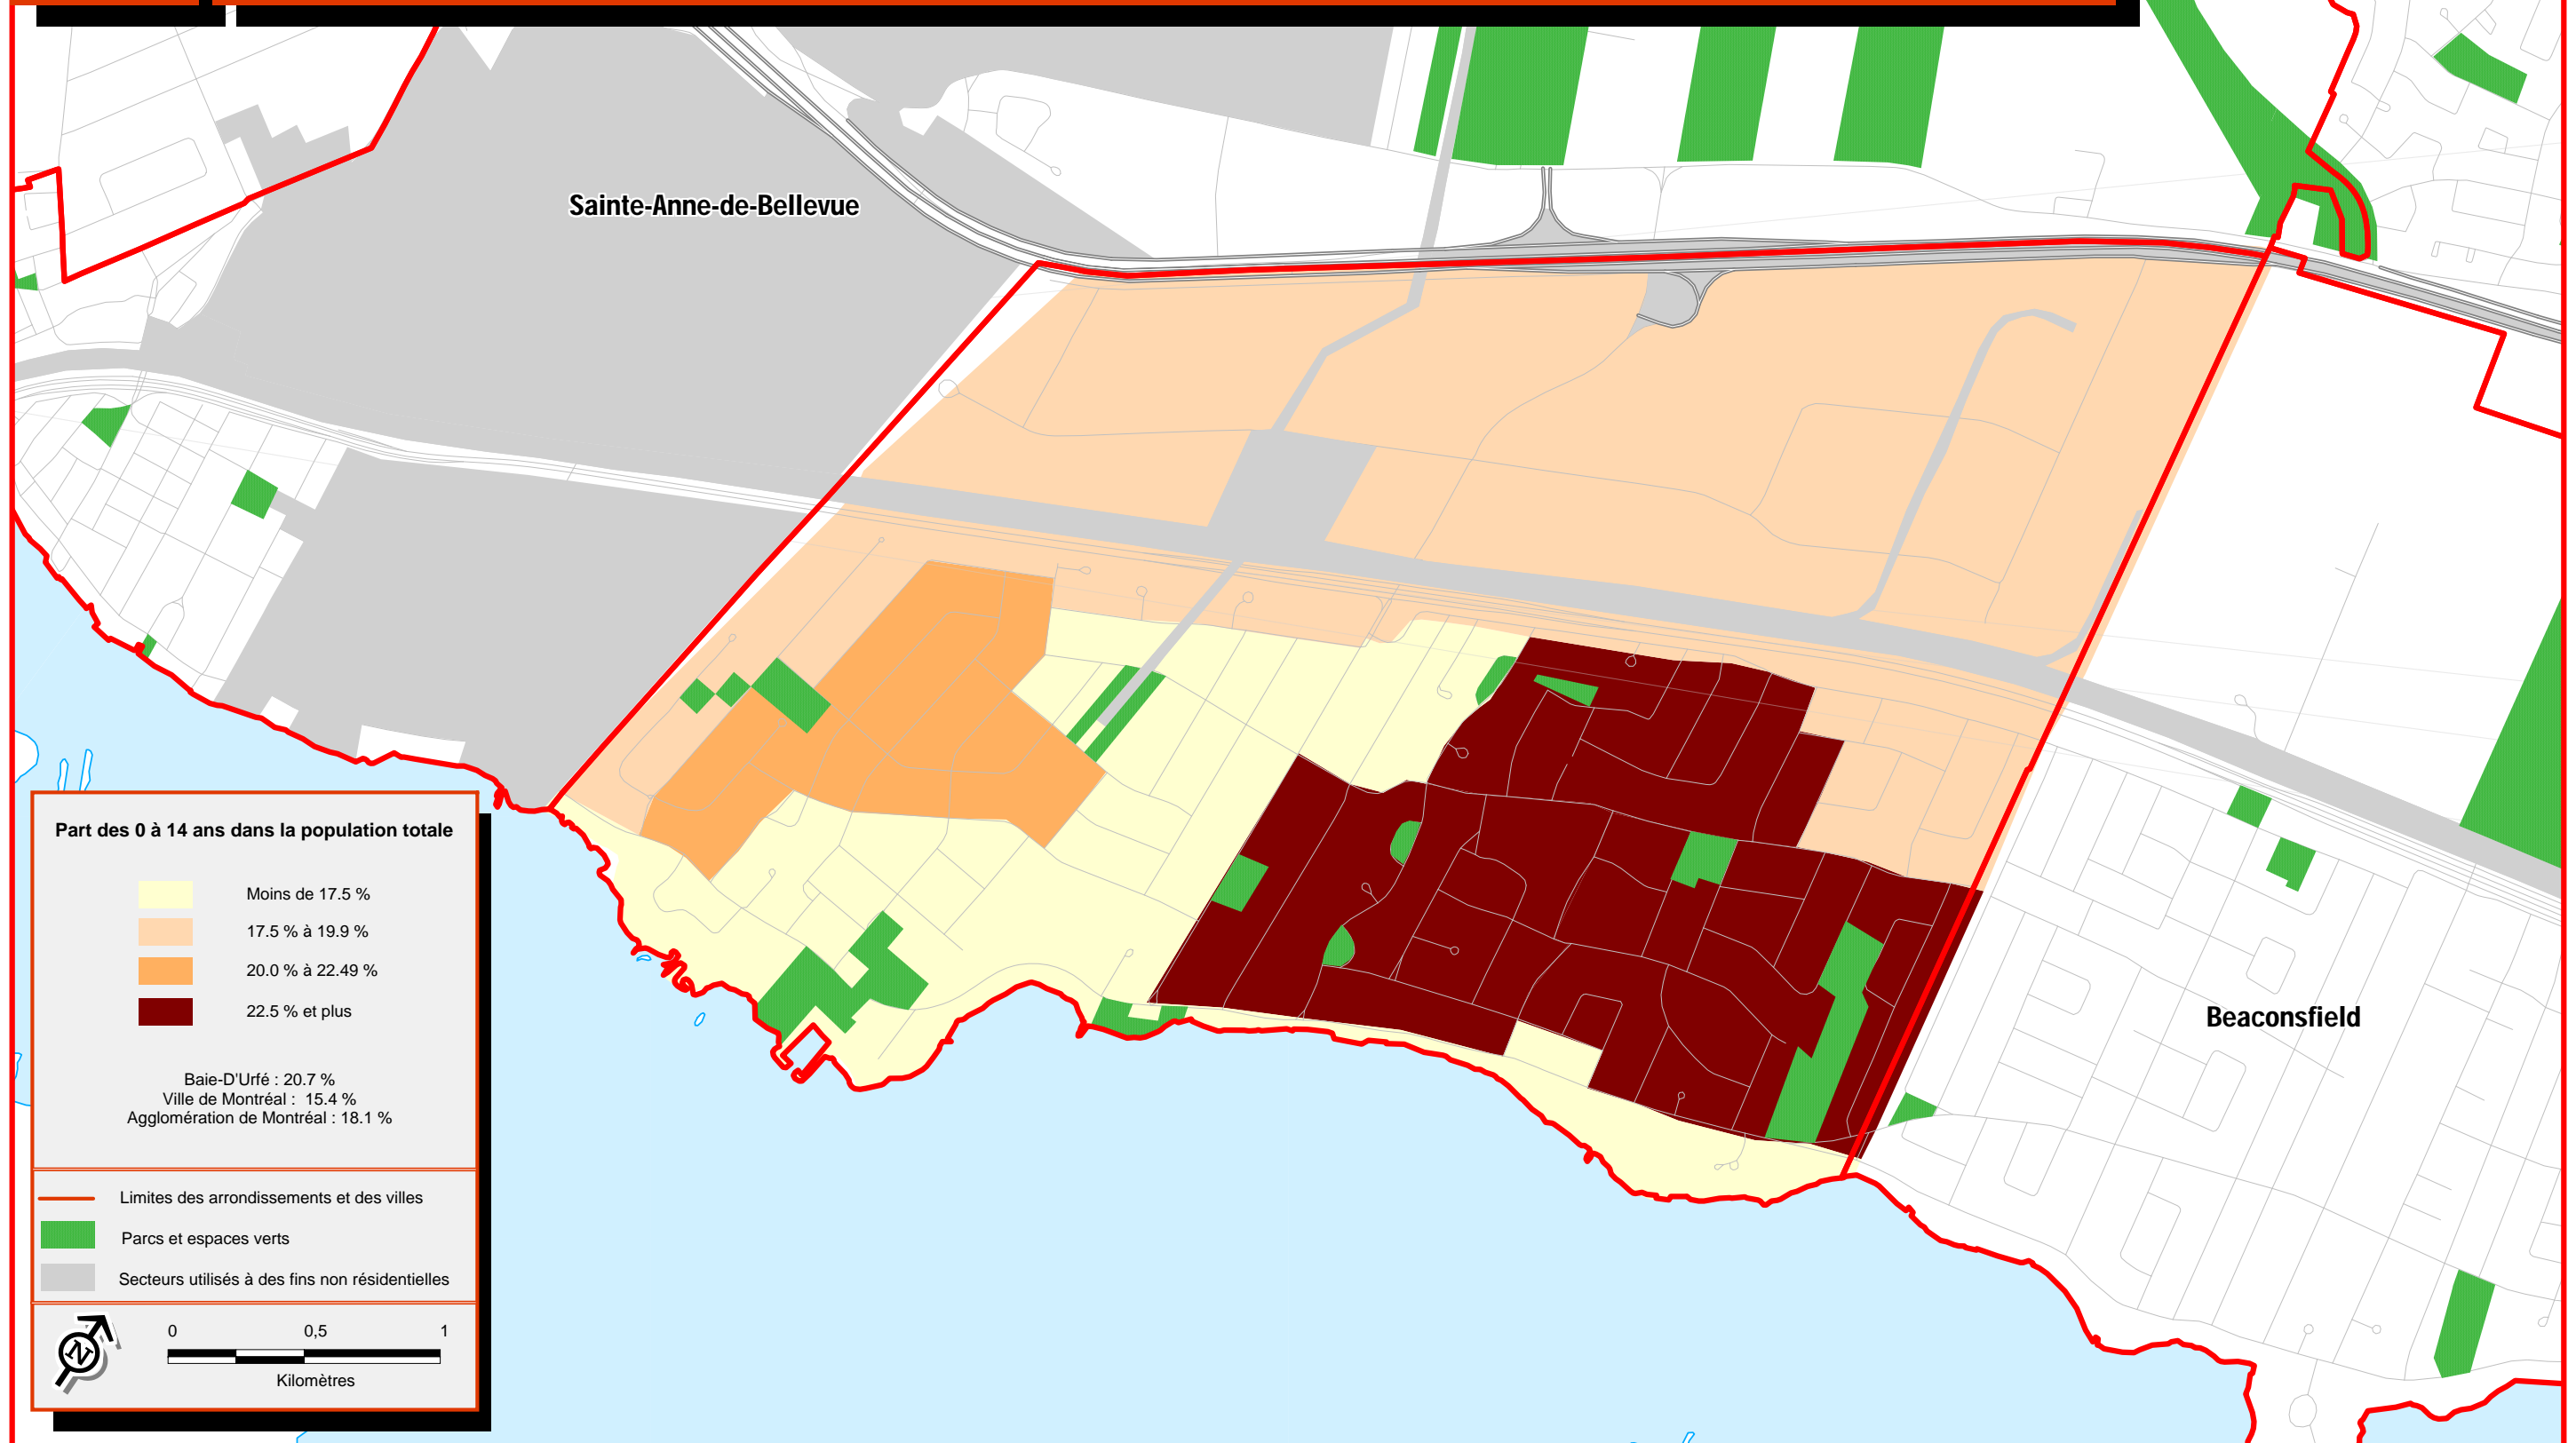 Sainte-Anne-de-Bellevue
Part des 0 à 14 ans dans la population totale
Moins de 17.5 %
17.5 % à 19.9 %
20.0 % à 22.49 %
22.5 % et plus
Baie-D'Urfé : 20.7 %
Ville de Montréal : 15.4 %
Agglomération de Montréal : 18.1 %
Beaconsfield
Limites des arrondissements et des villes
Parcs et espaces verts
Secteurs utilisés à des fins non résidentielles
N
0 0,5 1
Kilomètres